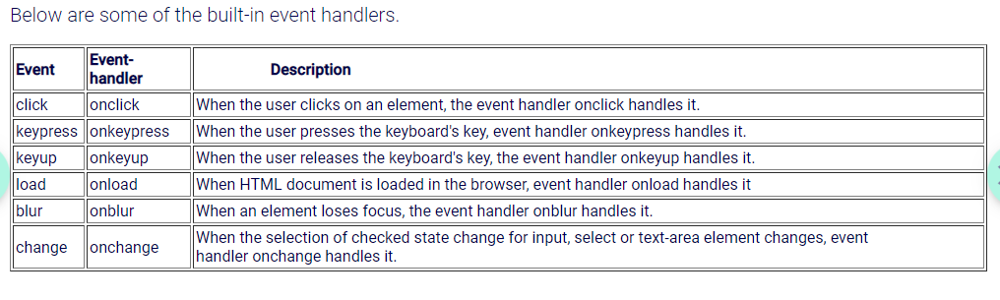 Below are some of the built-in event handlers.
Event Event-handler Description
click onclick When the user clicks on an element, the event handler onclick handles it.
keypress onkeypress When the user presses the keyboard's key, event handler onkeypress handles it.
keyup onkeyup When the user releases the keyboard's key, the event handler onkeyup handles it.
load onload When HTML document is loaded in the browser, event handler onload handles it
blur onblur When an element loses focus, the event handler onblur handles it.
change onchange When the selection of checked state change for input, select or text-area element changes, event
handler onchange handles it.